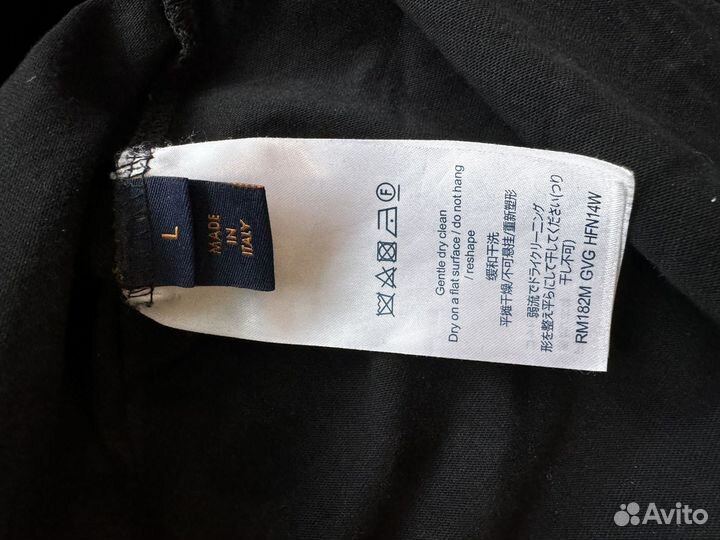 L
MADE
IN
ITALY
Gentle dry clean
Dry on a flat surface / do not hang
/ reshape
缓和干洗
平摊干燥/不可悬挂/重新塑形
弱流でドライクリーニング
形を整え平らにして干してください(つり
干し不可)
RM182M GVG HFN14W
Avito